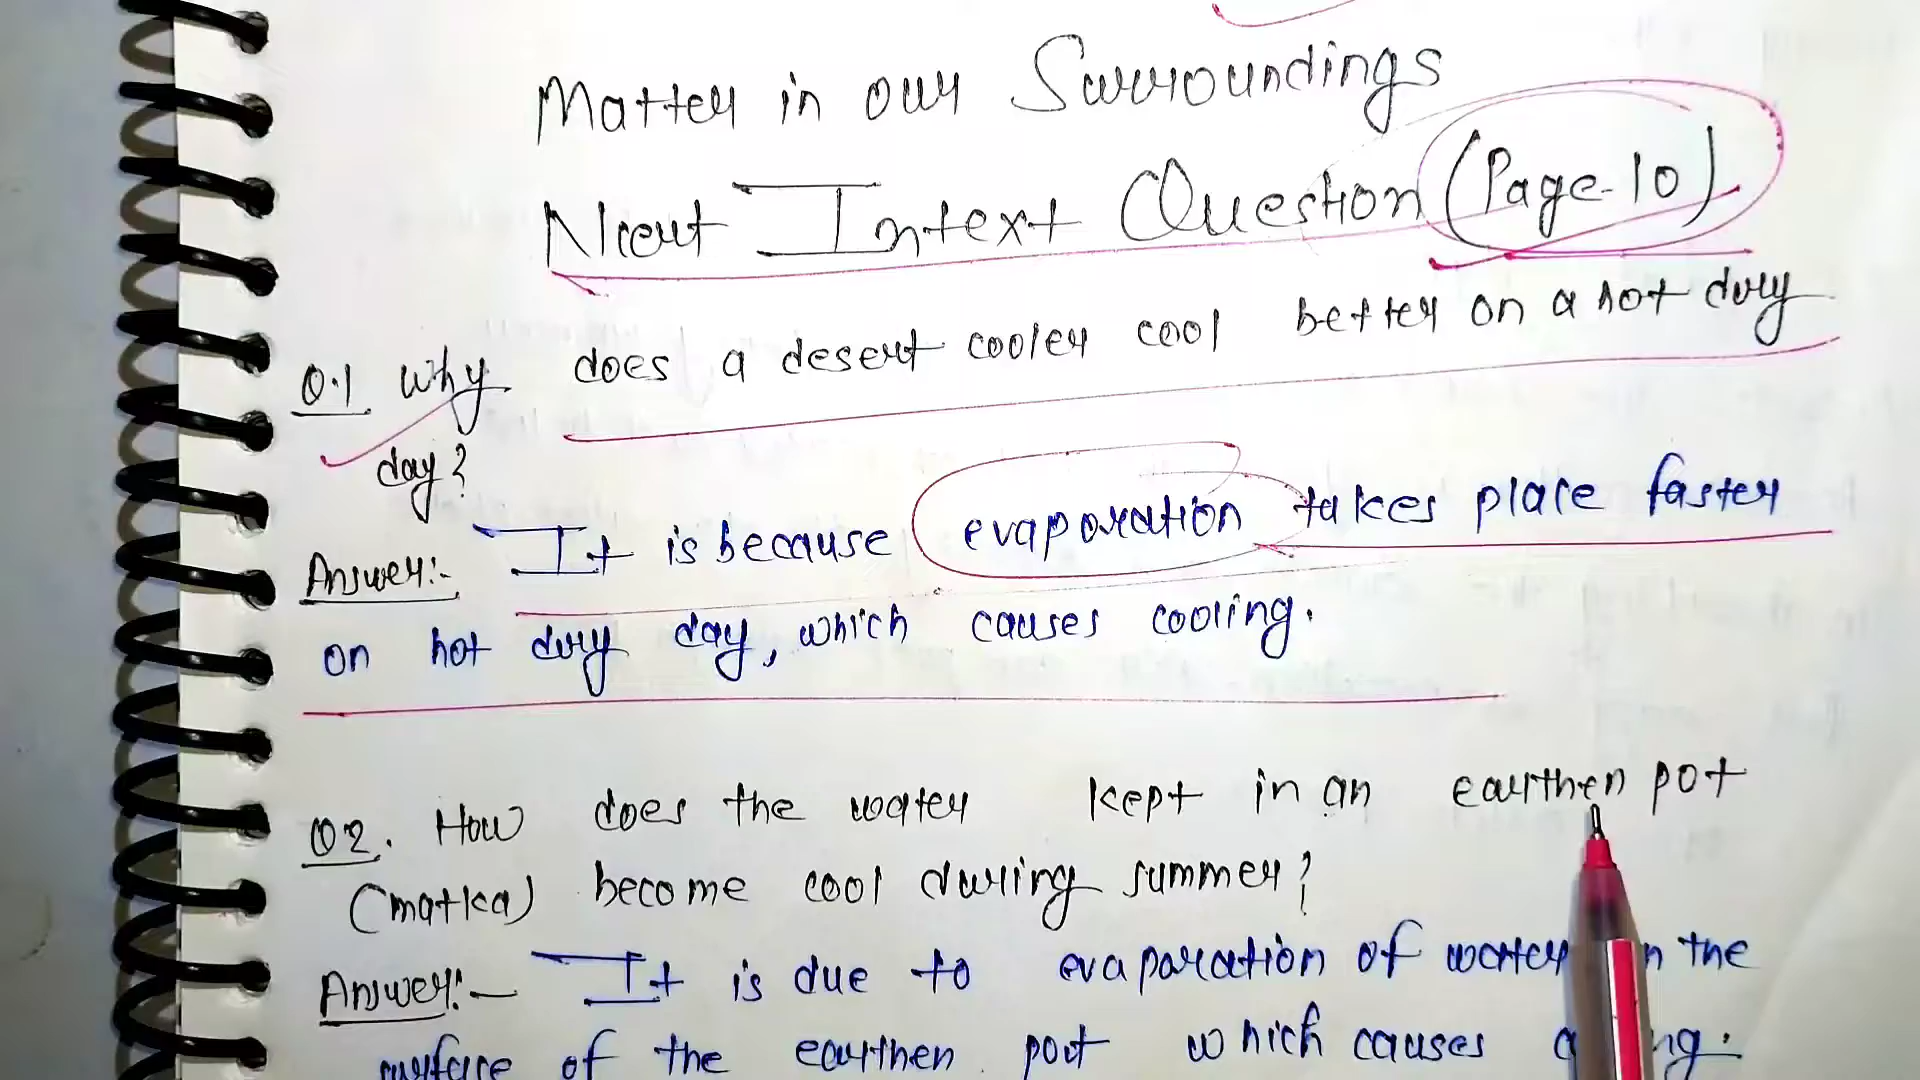 Matter in our Surroundings
Ncert Intext Question (Page-10)
Q.1 Why does a desert cooler cool better on a hot dry
day?
Answer:- It is because evaporation takes place faster
on hot dry day, which causes cooling.
Q2. How does the water kept in an earthen pot
(matka) become cool during summer?
Answer:- It is due to evaporation of water the
surface of the earthen pot which causes